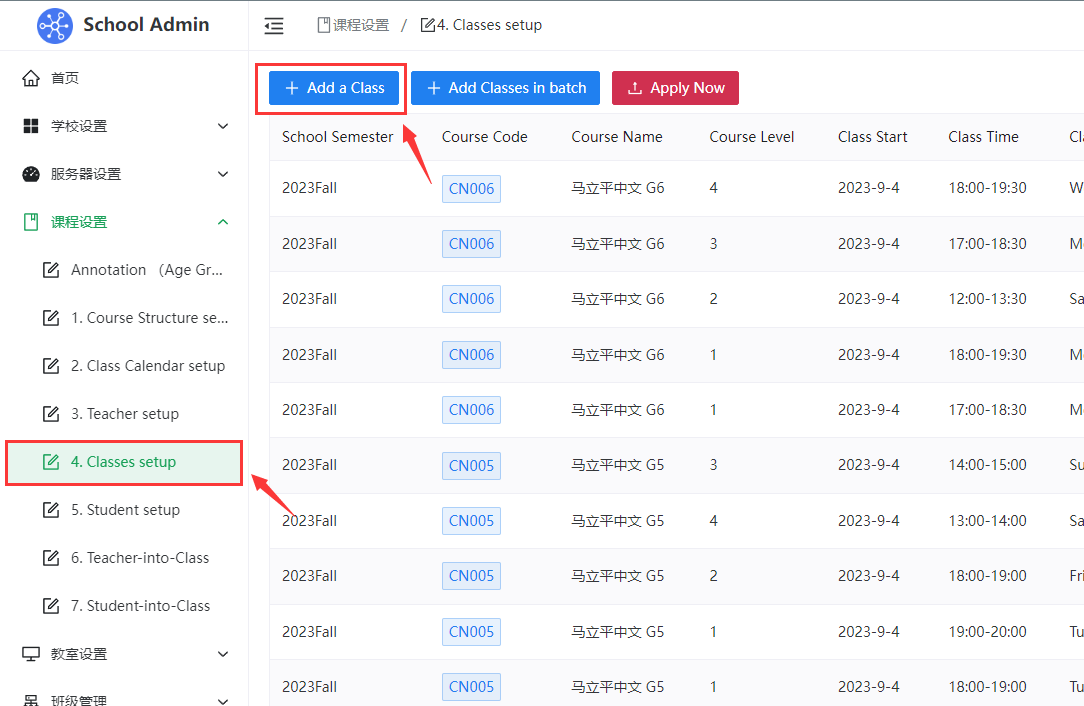 School Admin
课程设置 / 4. Classes setup
首页
学校设置
服务器设置
课程设置
Annotation （Age Gr...
1. Course Structure se...
2. Class Calendar setup
3. Teacher setup
4. Classes setup
5. Student setup
6. Teacher-into-Class
7. Student-into-Class
教室设置
班级管理
Add a Class Add Classes in batch Apply Now
School Semester Course Code Course Name Course Level Class Start Class Time Cl
2023Fall CN006 马立平中文 G6 4 2023-9-4 18:00-19:30 W
2023Fall CN006 马立平中文 G6 3 2023-9-4 17:00-18:30 Mo
2023Fall CN006 马立平中文 G6 2 2023-9-4 12:00-13:30 Sa
2023Fall CN006 马立平中文 G6 1 2023-9-4 18:00-19:30 Mo
2023Fall CN006 马立平中文 G6 1 2023-9-4 17:00-18:30 Mo
2023Fall CN005 马立平中文 G5 3 2023-9-4 14:00-15:00 Su
2023Fall CN005 马立平中文 G5 4 2023-9-4 13:00-14:00 Sa
2023Fall CN005 马立平中文 G5 2 2023-9-4 18:00-19:00 Fri
2023Fall CN005 马立平中文 G5 1 2023-9-4 19:00-20:00 Tu
2023Fall CN005 马立平中文 G5 1 2023-9-4 18:00-19:00 Tu